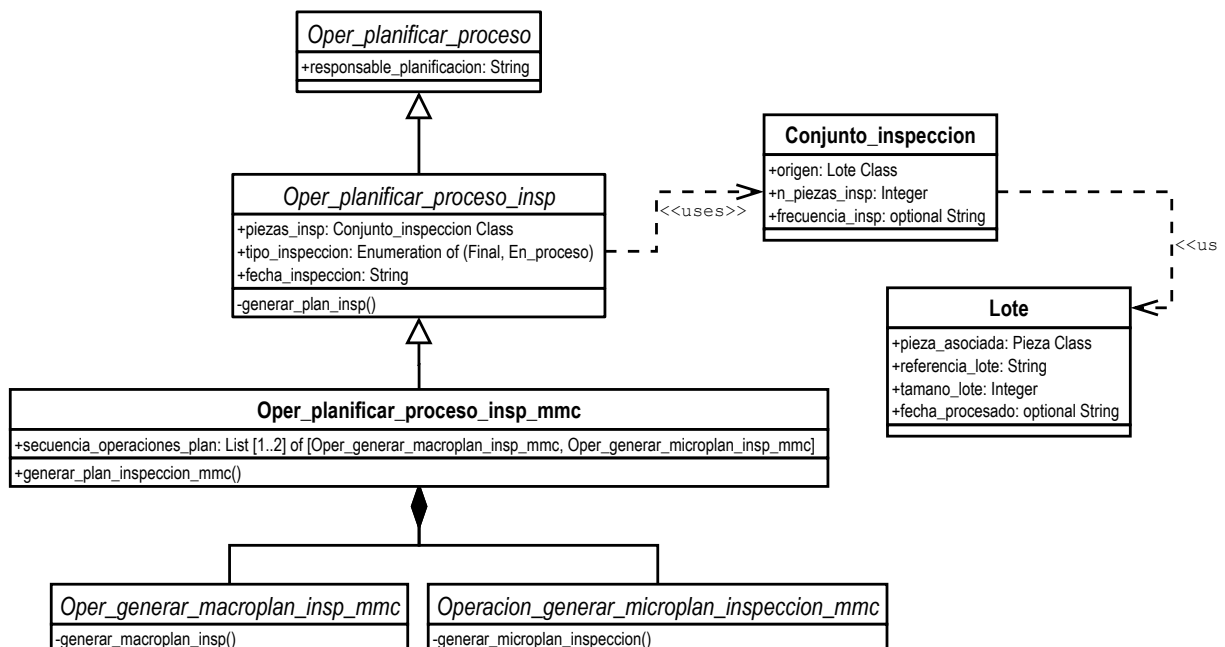 Oper_planificar_proceso
+responsable_planificacion: String
Conjunto_inspeccion
+origen: Lote Class
+n_piezas_insp: Integer
+frecuencia_insp: optional String
Oper_planificar_proceso_insp
+piezas_insp: Conjunto_inspeccion Class
+tipo_inspeccion: Enumeration of (Final, En_proceso)
+fecha_inspeccion: String
-generar_plan_insp()
<<uses>>
<<us
Lote
+pieza_asociada: Pieza Class
+referencia_lote: String
+tamano_lote: Integer
+fecha_procesado: optional String
Oper_planificar_proceso_insp_mmc
+secuencia_operaciones_plan: List [1..2] of [Oper_generar_macroplan_insp_mmc, Oper_generar_microplan_insp_mmc]
+generar_plan_inspeccion_mmc()
Oper_generar_macroplan_insp_mmc
-generar_macroplan_insp()
Operacion_generar_microplan_inspeccion_mmc
-generar_microplan_inspeccion()